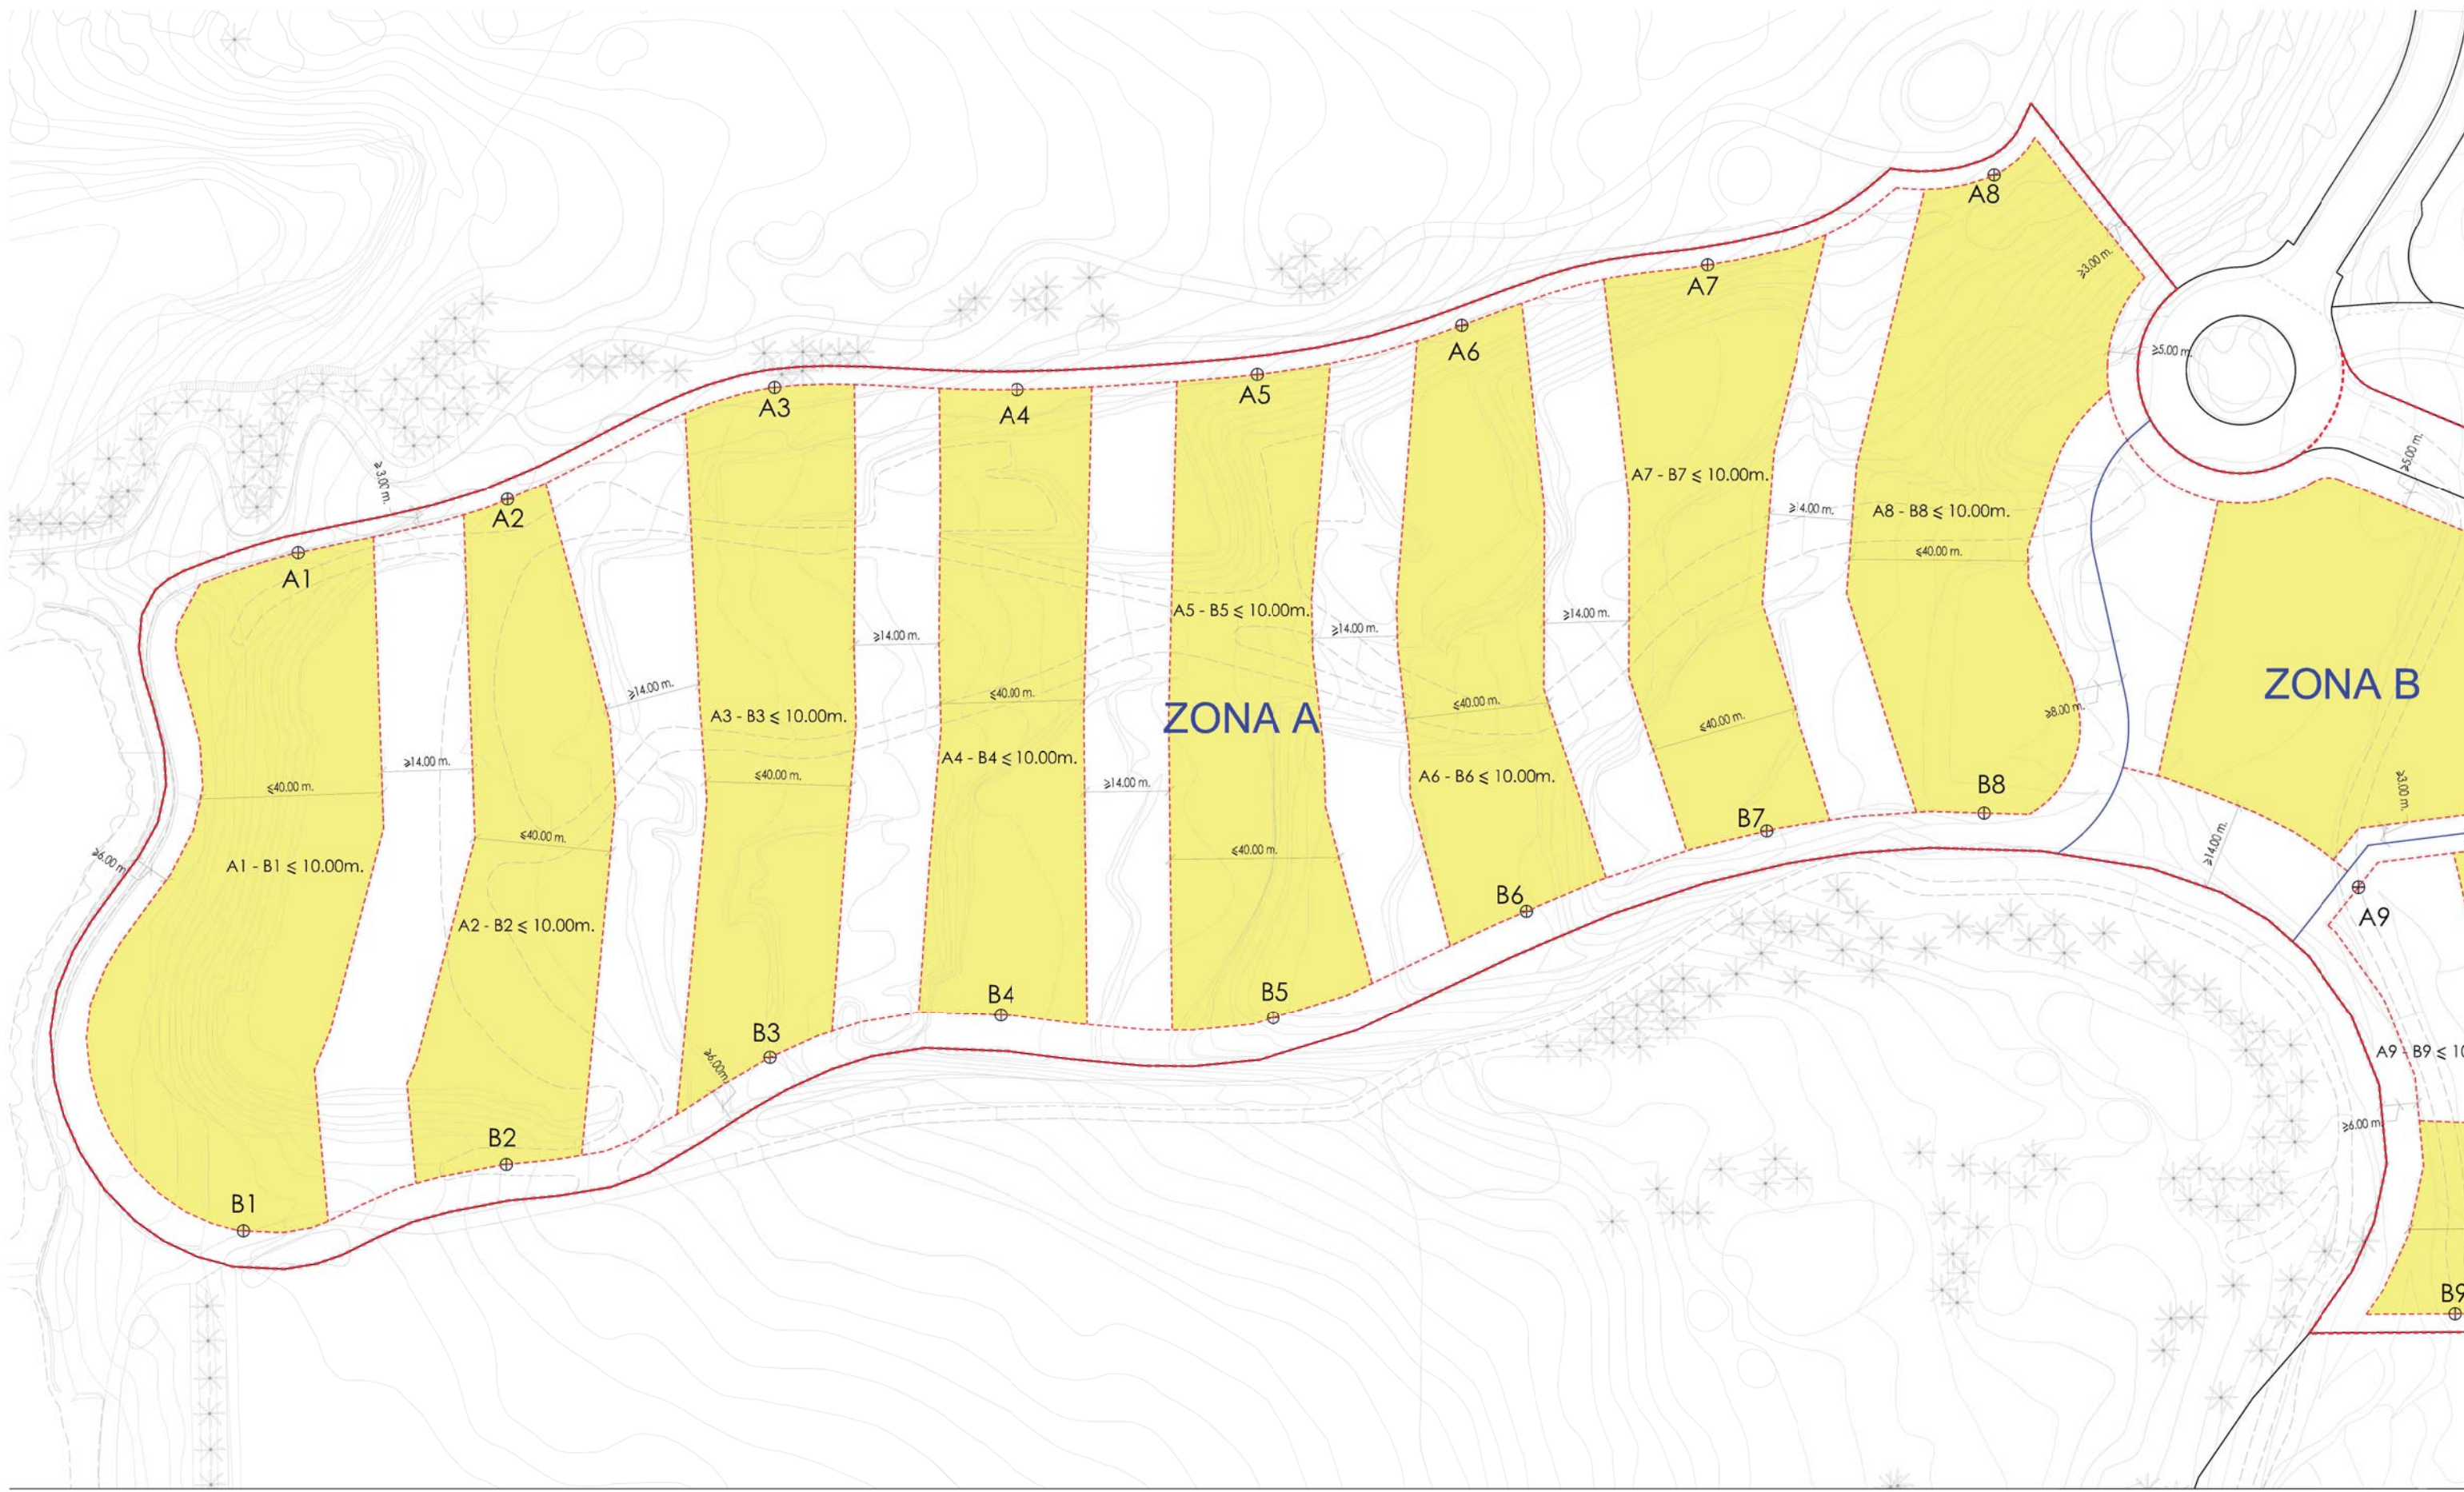 A8
≥3.00 m.
A7
A6
≥5.00 m.
A5
A3
A4
≥5.00 m.
A7 - B7 ⩽ 10.00m.
≥ 3.00 m.
A2
≥14.00 m.
A8 - B8 ⩽ 10.00m.
≤40.00 m.
A1
A5 - B5 ⩽ 10.00m.
≥14.00 m.
≥14.00 m.
≥14.00 m.
≥14.00 m.
≤40.00 m.
ZONA B
≤40.00 m.
≥8.00 m.
A3 - B3 ⩽ 10.00m.
ZONA A
≤40.00 m.
A4 - B4 ⩽ 10.00m.
≥14.00 m.
≤40.00 m.
A6 - B6 ⩽ 10.00m.
≥14.00 m.
≤40.00 m.
B8
≥3.00 m.
B7
≤40.00 m.
≥14.00 m.
≤40.00 m.
≥6.00 m
A1 - B1 ⩽ 10.00m.
B6
A9
A2 - B2 ⩽ 10.00m.
B4
B5
B3
A9 - B9 ⩽ 10
≥6.00m.
≥6.00 m
B2
B1
B9